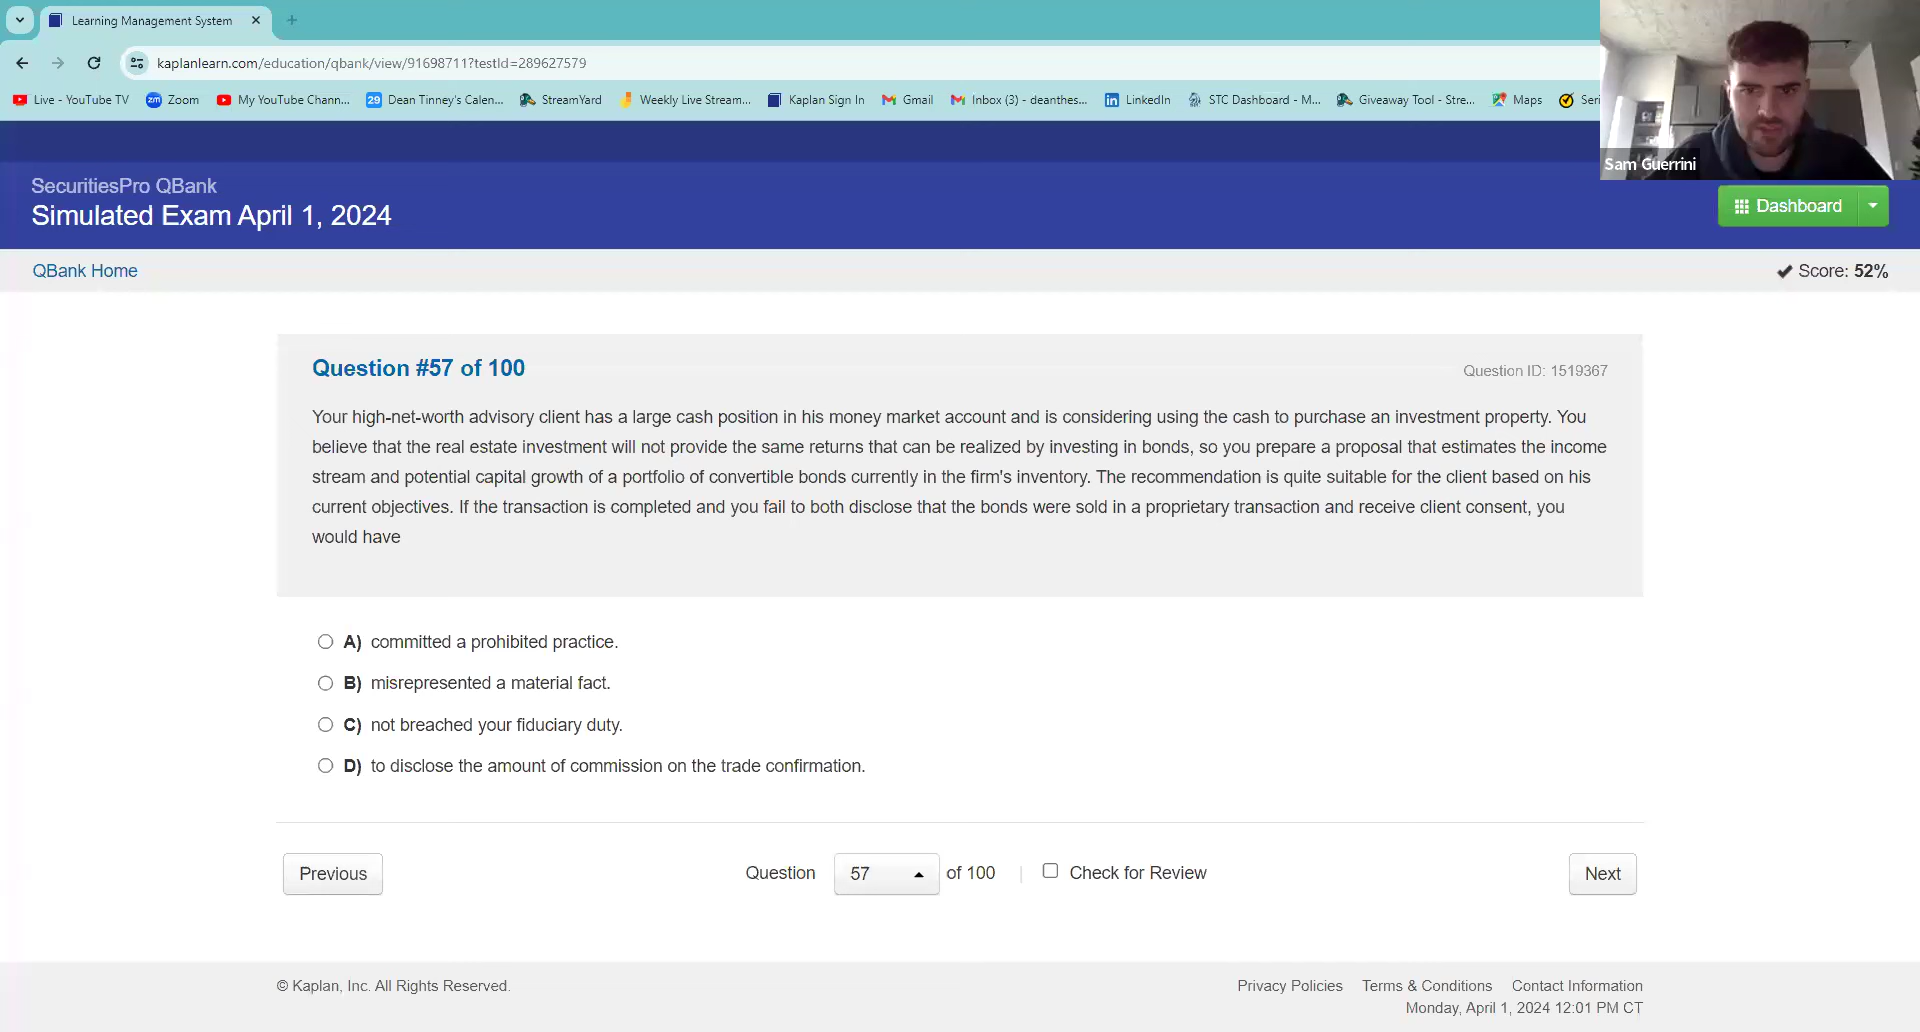 Learning Management System
kaplanlearn.com/education/qbank/view/91698711?testId=289627579
Live - YouTube TV
Zoom
My YouTube Chann...
29 Dean Tinney's Calen...
StreamYard
Weekly Live Stream...
Kaplan Sign In
Gmail
Inbox (3) - deanthes...
LinkedIn
STC Dashboard - M...
Giveaway Tool - Stre...
Maps
Seri
Sam Guerrini
SecuritiesPro QBank
Simulated Exam April 1, 2024
Dashboard
QBank Home
Score: 52%
Question #57 of 100
Question ID: 1519367
Your high-net-worth advisory client has a large cash position in his money market account and is considering using the cash to purchase an investment property. You
believe that the real estate investment will not provide the same returns that can be realized by investing in bonds, so you prepare a proposal that estimates the income
stream and potential capital growth of a portfolio of convertible bonds currently in the firm's inventory. The recommendation is quite suitable for the client based on his
current objectives. If the transaction is completed and you fail to both disclose that the bonds were sold in a proprietary transaction and receive client consent, you
would have
A) committed a prohibited practice.
B) misrepresented a material fact.
C) not breached your fiduciary duty.
D) to disclose the amount of commission on the trade confirmation.
Previous
Question 57 of 100 | Check for Review
Next
© Kaplan, Inc. All Rights Reserved.
Privacy Policies Terms & Conditions Contact Information
Monday, April 1, 2024 12:01 PM CT